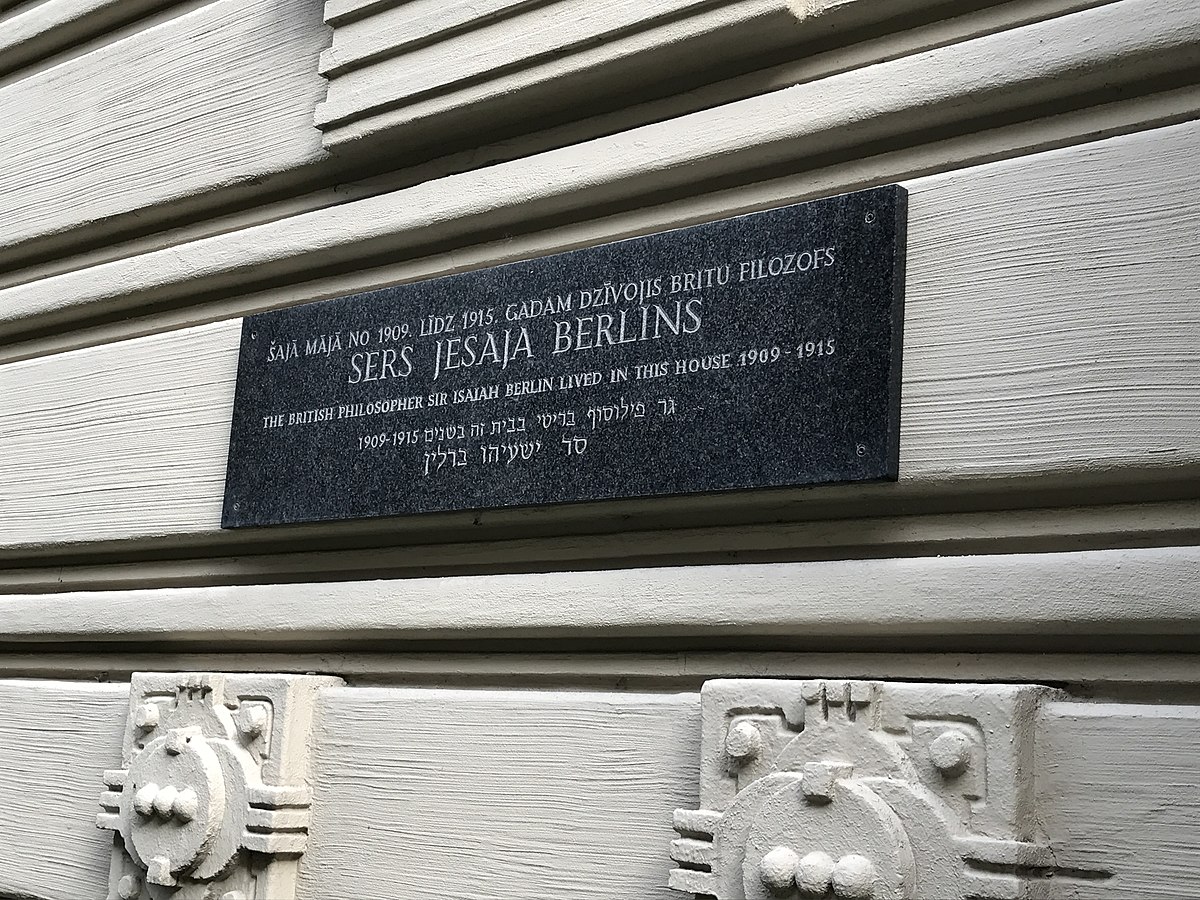 ŠAJĀ MĀJĀ NO 1909. LĪDZ 1915. GADAM DZĪVOJIS BRITU FILOZOFS
SERS JESAJA BERLINS
THE BRITISH PHILOSOPHER SIR ISAIAH BERLIN LIVED IN THIS HOUSE 1909-1915
גר פילוסוף בריטי בבית זה בשנים 1909-1915
סר ישעיהו ברלין